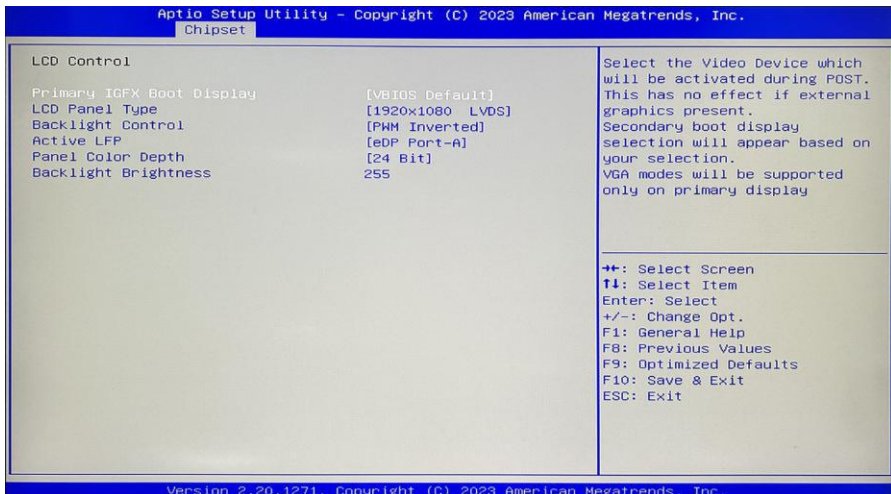 Aptio Setup Utility – Copyright (C) 2023 American Megatrends, Inc.
Chipset
LCD Control
Primary IGFX Boot Display [VBIOS Default]
LCD Panel Type [1920x1080 LVDS]
Backlight Control [PWM Inverted]
Active LFP [eDP Port-A]
Panel Color Depth [24 Bit]
Backlight Brightness 255
Select the Video Device which
will be activated during POST.
This has no effect if external
graphics present.
Secondary boot display
selection will appear based on
your selection.
VGA modes will be supported
only on primary display
→←: Select Screen
↑↓: Select Item
Enter: Select
+/-: Change Opt.
F1: General Help
F8: Previous Values
F9: Optimized Defaults
F10: Save & Exit
ESC: Exit
Version 2.20.1271. Copyright (C) 2023 American Megatrends, Inc.